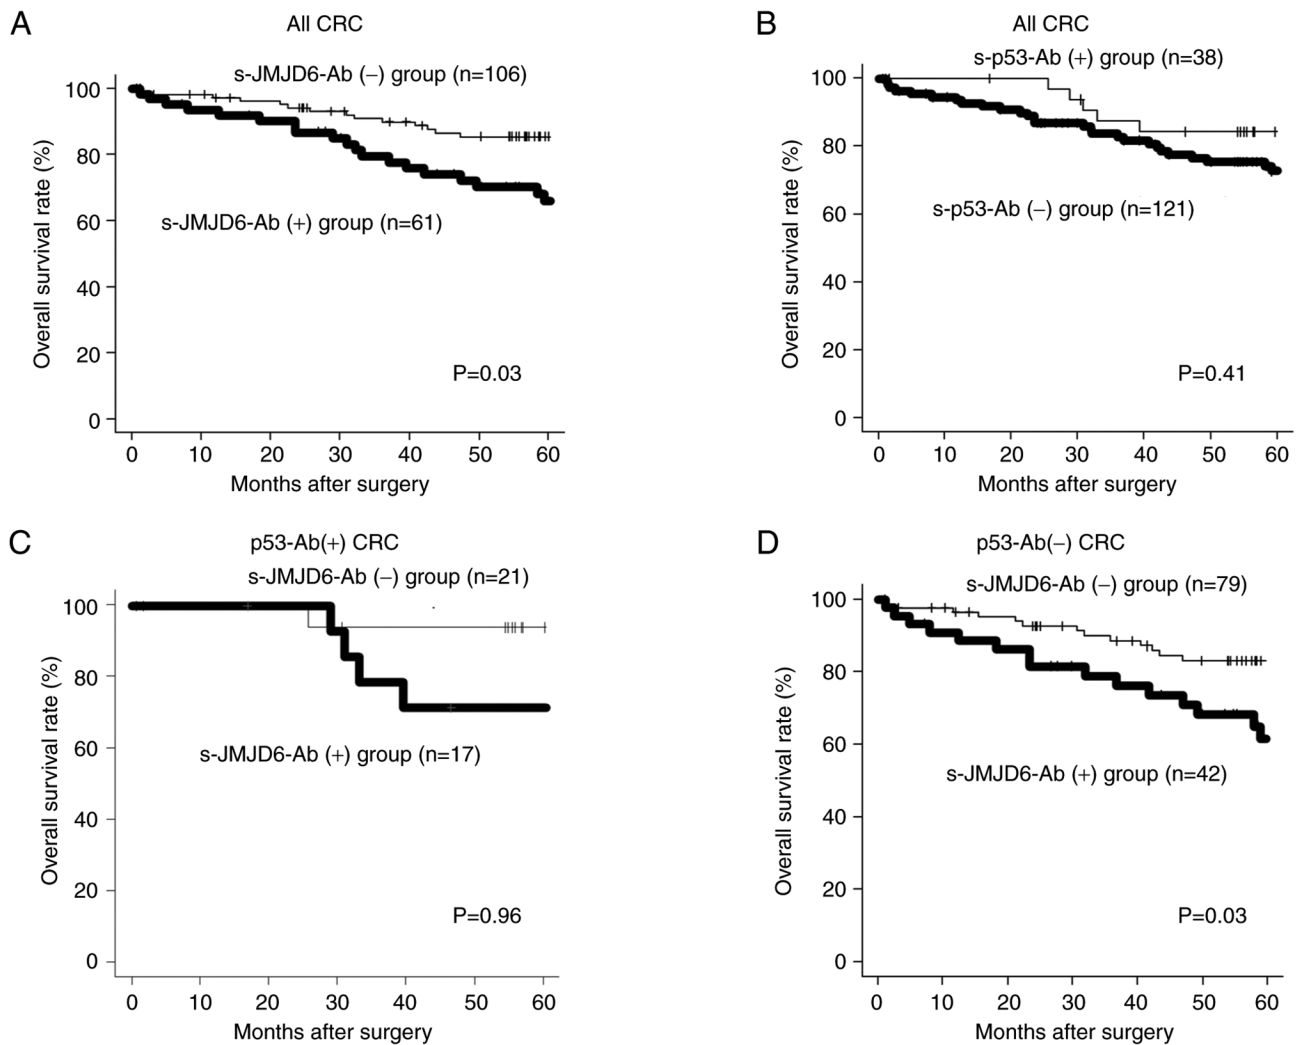 A
All CRC
s-JMJD6-Ab (−) group (n=106)
100
80
60
40
20
0
Overall survival rate (%)
s-JMJD6-Ab (+) group (n=61)
P=0.03
0 10 20 30 40 50 60
Months after surgery
B
All CRC
s-p53-Ab (+) group (n=38)
100
80
60
40
20
0
Overall survival rate (%)
s-p53-Ab (−) group (n=121)
P=0.41
0 10 20 30 40 50 60
Months after surgery
C
p53-Ab(+) CRC
s-JMJD6-Ab (−) group (n=21)
100
80
60
40
20
0
Overall survival rate (%)
s-JMJD6-Ab (+) group (n=17)
P=0.96
0 10 20 30 40 50 60
Months after surgery
D
p53-Ab(−) CRC
s-JMJD6-Ab (−) group (n=79)
100
80
60
40
20
0
Overall survival rate (%)
s-JMJD6-Ab (+) group (n=42)
P=0.03
0 10 20 30 40 50 60
Months after surgery